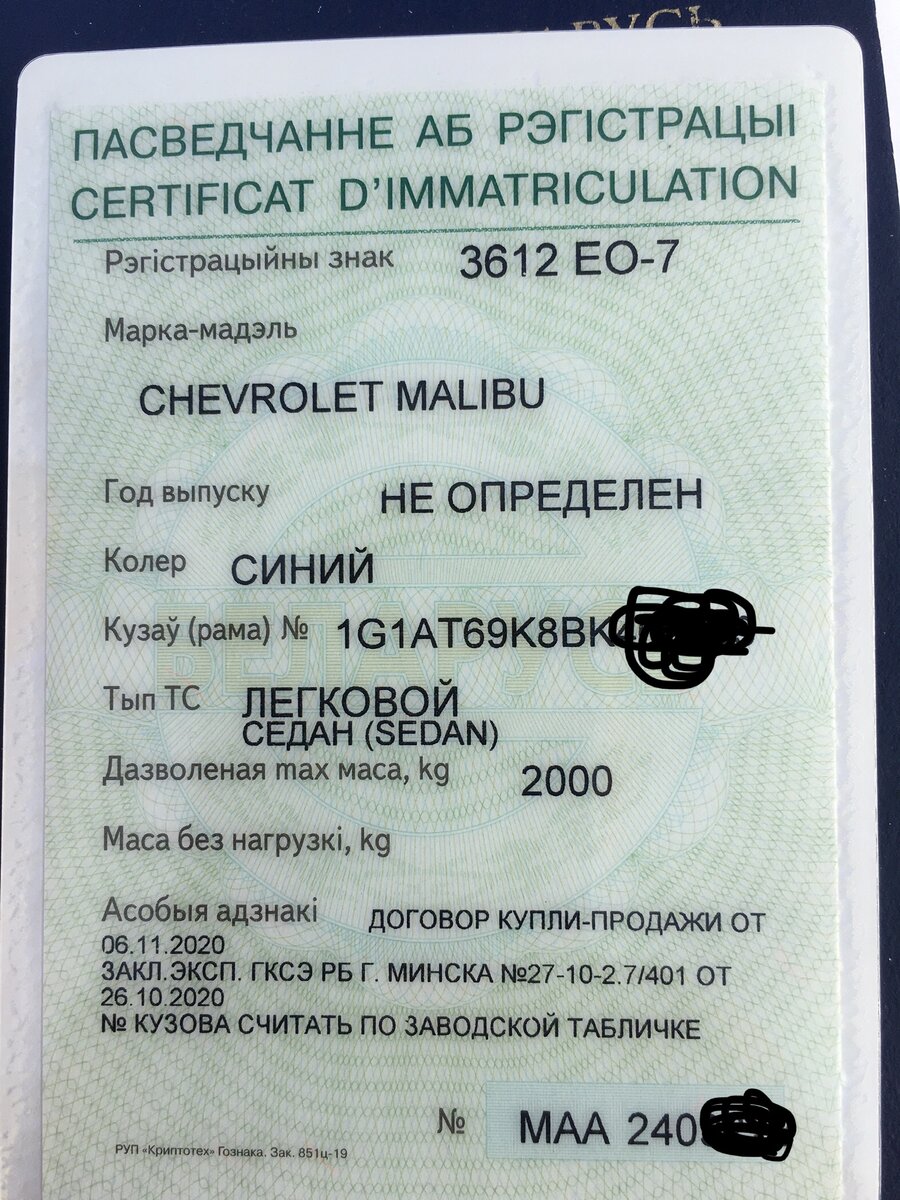 ПАСВЕДЧАННЕ АБ РЭГІСТРАЦЫІ
CERTIFICAT D'IMMATRICULATION
Рэгістрацыйны знак 3612 EO-7
Марка-мадэль
CHEVROLET MALIBU
Год выпуску НЕ ОПРЕДЕЛЕН
Колер СИНИЙ
Кузаў (рама) № 1G1AT69K8BK
Тып ТС ЛЕГКОВОЙ
СЕДАН (SEDAN)
Дазволеная max маса, kg 2000
Маса без нагрузкі, kg
Асобыя адзнакі ДОГОВОР КУПЛИ-ПРОДАЖИ ОТ
06.11.2020
ЗАКЛ.ЭКСП. ГКСЭ РБ Г. МИНСКА №27-10-2.7/401 ОТ
26.10.2020
№ КУЗОВА СЧИТАТЬ ПО ЗАВОДСКОЙ ТАБЛИЧКЕ
№ МАА 240
РУП «Криптотех» Гознака. Зак. 851ц-19